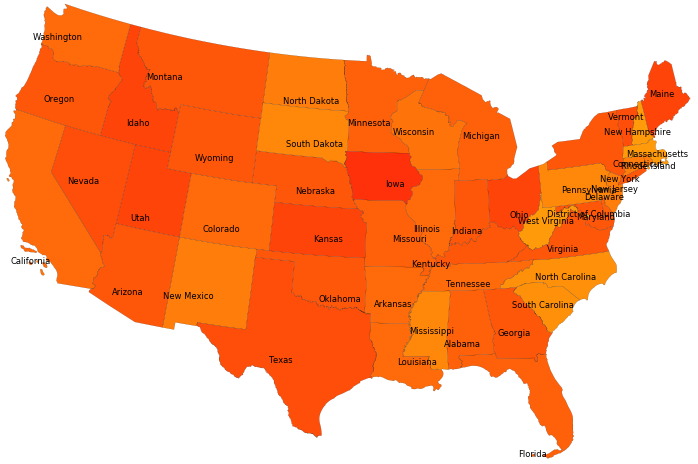 Washington
Montana
Maine
Oregon
North Dakota
Vermont
Idaho
Minnesota
New Hampshire
Wisconsin
Michigan
South Dakota
Massachusetts
Wyoming
Connecticut
Rhode Island
Nevada
Nebraska
Iowa
New York
Pennsylvania
New Jersey
Delaware
Utah
Ohio
District of Columbia
Maryland
West Virginia
Colorado
Kansas
Illinois
Indiana
Missouri
Virginia
California
Kentucky
North Carolina
Arizona
New Mexico
Oklahoma
Arkansas
Tennessee
South Carolina
Mississippi
Georgia
Alabama
Texas
Louisiana
Florida